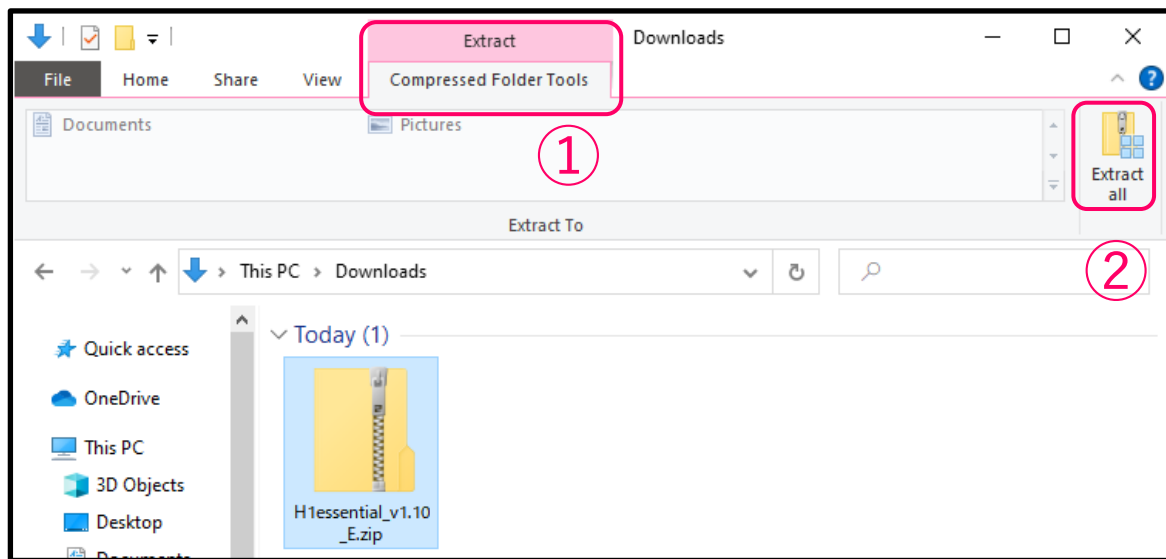 Extract
Downloads
File
Home
Share
View
Compressed Folder Tools
?
Documents
Pictures
①
Extract
all
Extract To
This PC > Downloads
②
Quick access
Today (1)
OneDrive
This PC
3D Objects
Desktop
Documents
H1essential_v1.10
_E.zip